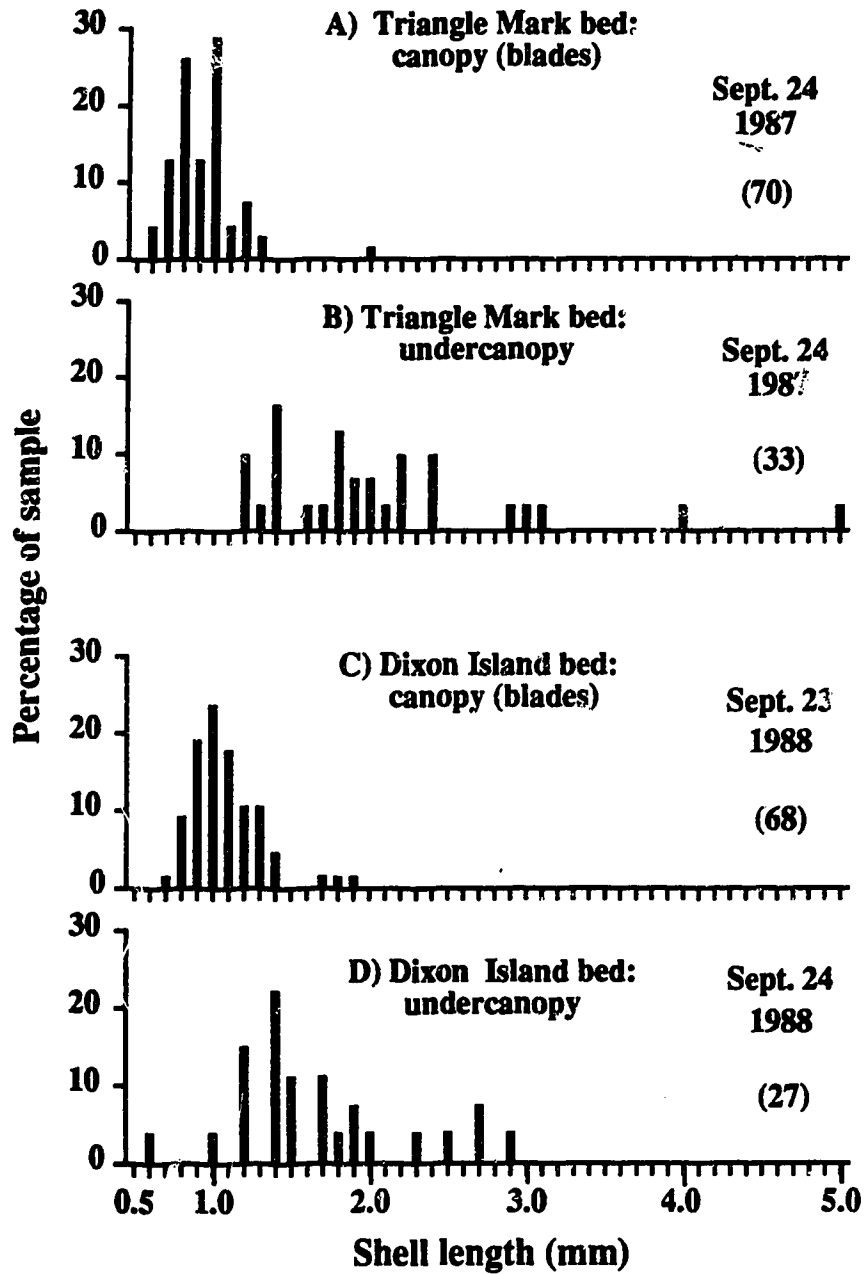 Percentage of sample
A) Triangle Mark bed:
canopy (blades)
Sept. 24
1987
(70)
30
20
10
0
B) Triangle Mark bed:
undercanopy
Sept. 24
(33)
30
20
10
0
C) Dixon Island bed:
canopy (blades)
Sept. 23
1988
(68)
30
20
10
0
D) Dixon Island bed:
undercanopy
Sept. 24
1988
(27)
30
20
10
0
0.5 1.0 2.0 3.0 4.0 5.0
Shell length (mm)